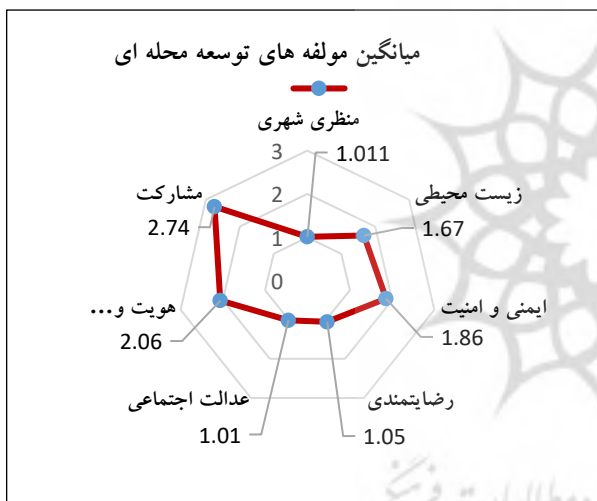 میانگین مولفه های توسعه محله ای
منظری شهری
1.011
3
2
1
0
زیست محیطی
1.67
ایمنی و امنیت
1.86
رضایتمندی
1.05
عدالت اجتماعی
1.01
هویت و...
2.06
مشارکت
2.74